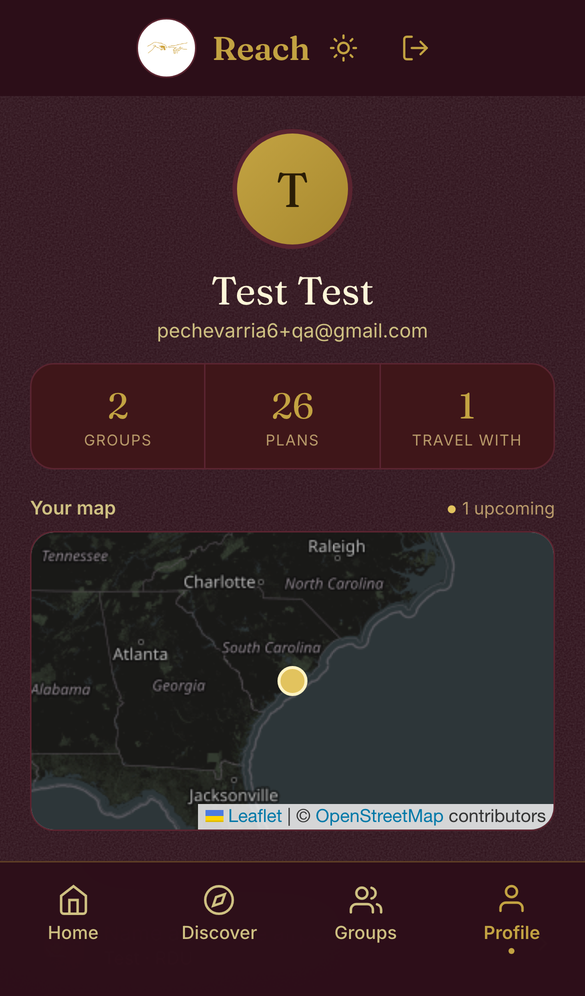 Reach
T
Test Test
pechevarria6+qa@gmail.com
2 26 1
GROUPS PLANS TRAVEL WITH
Your map 1 upcoming
Tennessee
Raleigh
Charlotte North Carolina
Atlanta
South Carolina
Alabama
Georgia
Jacksonville
Leaflet | © OpenStreetMap contributors
Home Discover Groups Profile